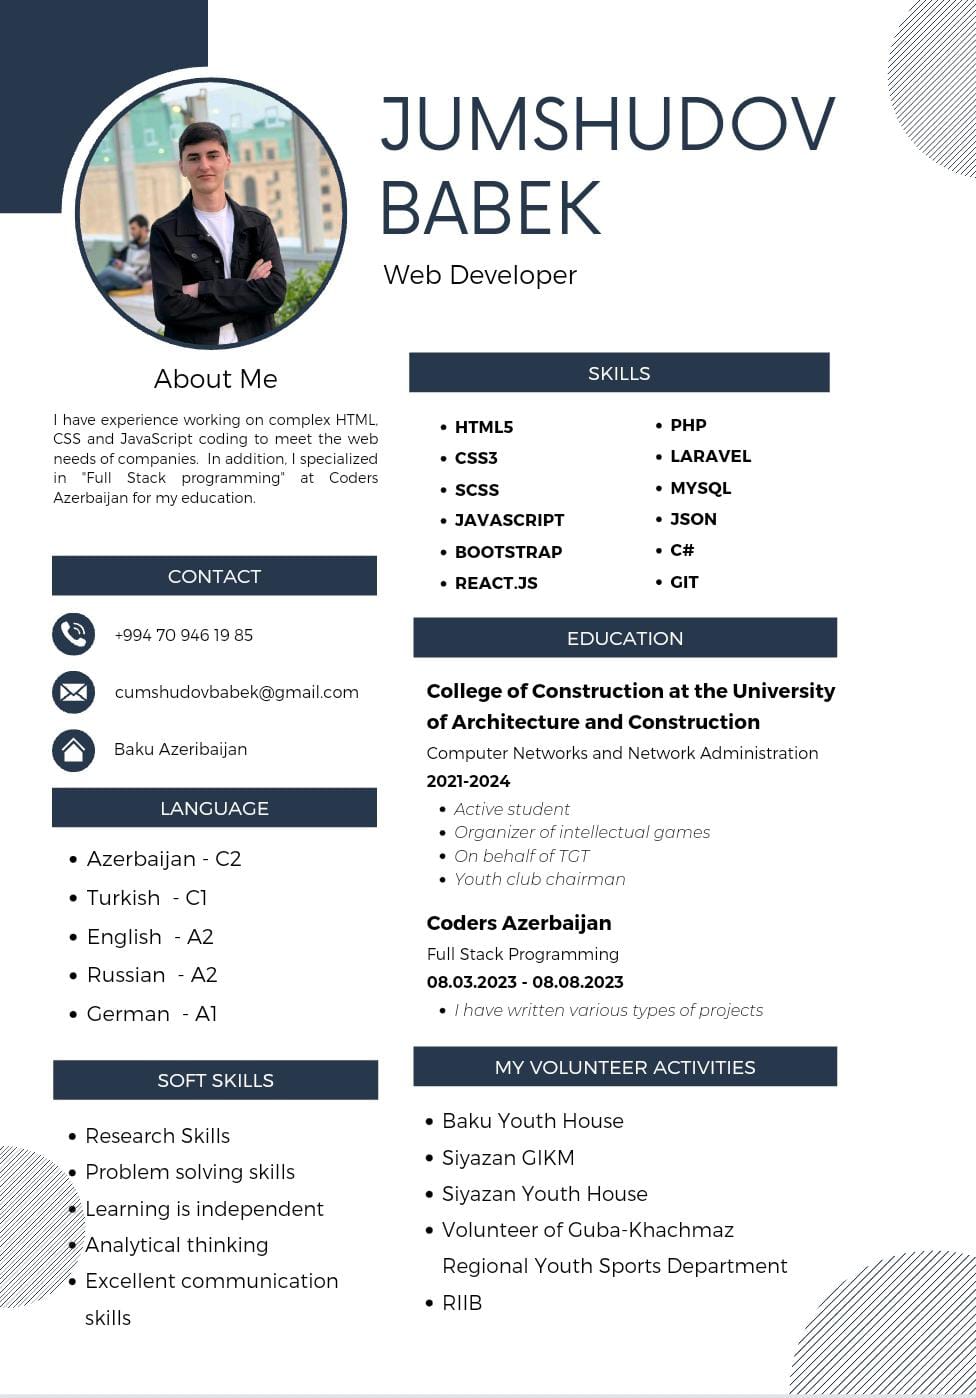 JUMSHUDOV
BABEK
Web Developer
About Me
I have experience working on complex HTML,
CSS and JavaScript coding to meet the web
needs of companies. In addition, I specialized
in "Full Stack programming" at Coders
Azerbaijan for my education.
CONTACT
+994 70 946 19 85
cumshudovbabek@gmail.com
Baku Azeribaijan
LANGUAGE
• Azerbaijan - C2
• Turkish - C1
• English - A2
• Russian - A2
• German - A1
SOFT SKILLS
• Research Skills
• Problem solving skills
• Learning is independent
• Analytical thinking
• Excellent communication
skills
SKILLS
• HTML5
• CSS3
• SCSS
• JAVASCRIPT
• BOOTSTRAP
• REACT.JS
• PHP
• LARAVEL
• MYSQL
• JSON
• C#
• GIT
EDUCATION
College of Construction at the University
of Architecture and Construction
Computer Networks and Network Administration
2021-2024
• Active student
• Organizer of intellectual games
• On behalf of TGT
• Youth club chairman
Coders Azerbaijan
Full Stack Programming
08.03.2023 - 08.08.2023
• I have written various types of projects
MY VOLUNTEER ACTIVITIES
• Baku Youth House
• Siyazan GIKM
• Siyazan Youth House
• Volunteer of Guba-Khachmaz
Regional Youth Sports Department
• RIIB